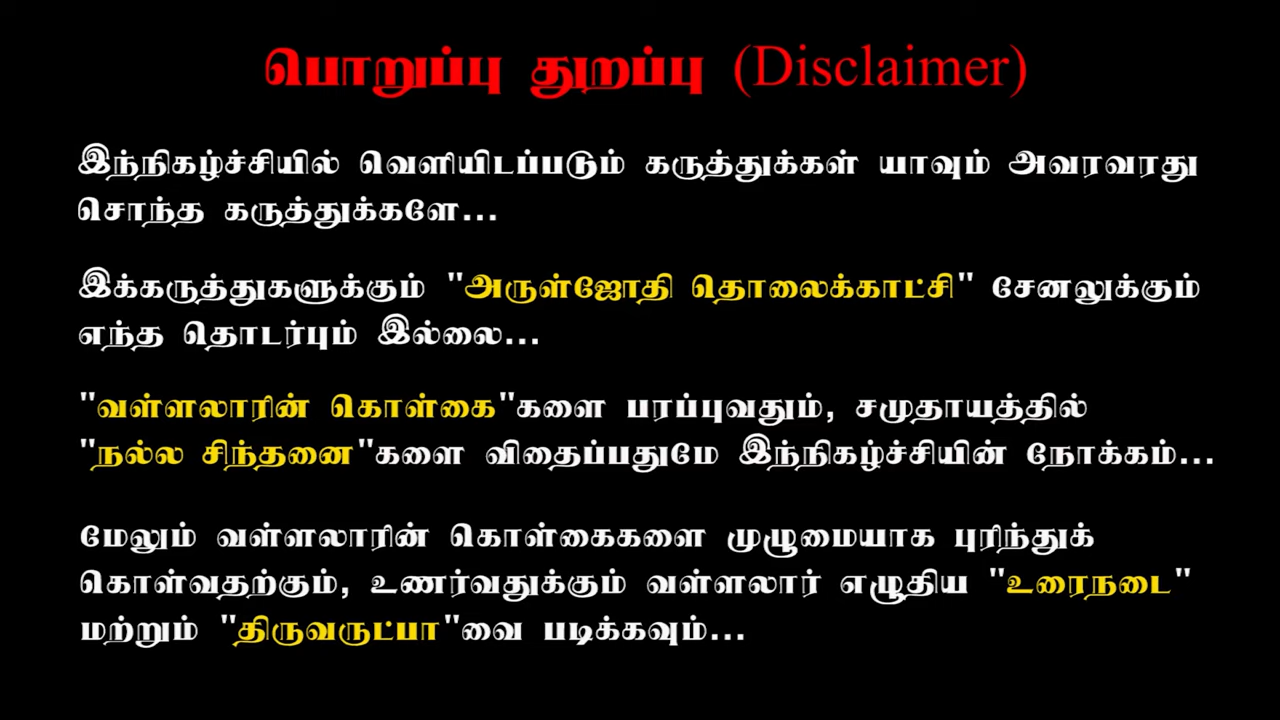 பொறுப்பு துறப்பு (Disclaimer)
இந்நிகழ்ச்சியில் வெளியிடப்படும் கருத்துக்கள் யாவும் அவரவரது
சொந்த கருத்துக்களே...
இக்கருத்துகளுக்கும் "அருள்ஜோதி தொலைக்காட்சி" சேனலுக்கும்
எந்த தொடர்பும் இல்லை...
"வள்ளலாரின் கொள்கை"களை பரப்புவதும், சமுதாயத்தில்
"நல்ல சிந்தனை"களை விதைப்பதுமே இந்நிகழ்ச்சியின் நோக்கம்...
மேலும் வள்ளலாரின் கொள்கைகளை முழுமையாக புரிந்துக்
கொள்வதற்கும், உணர்வதுக்கும் வள்ளலார் எழுதிய "உரைநடை"
மற்றும் "திருவருட்பா"வை படிக்கவும்...